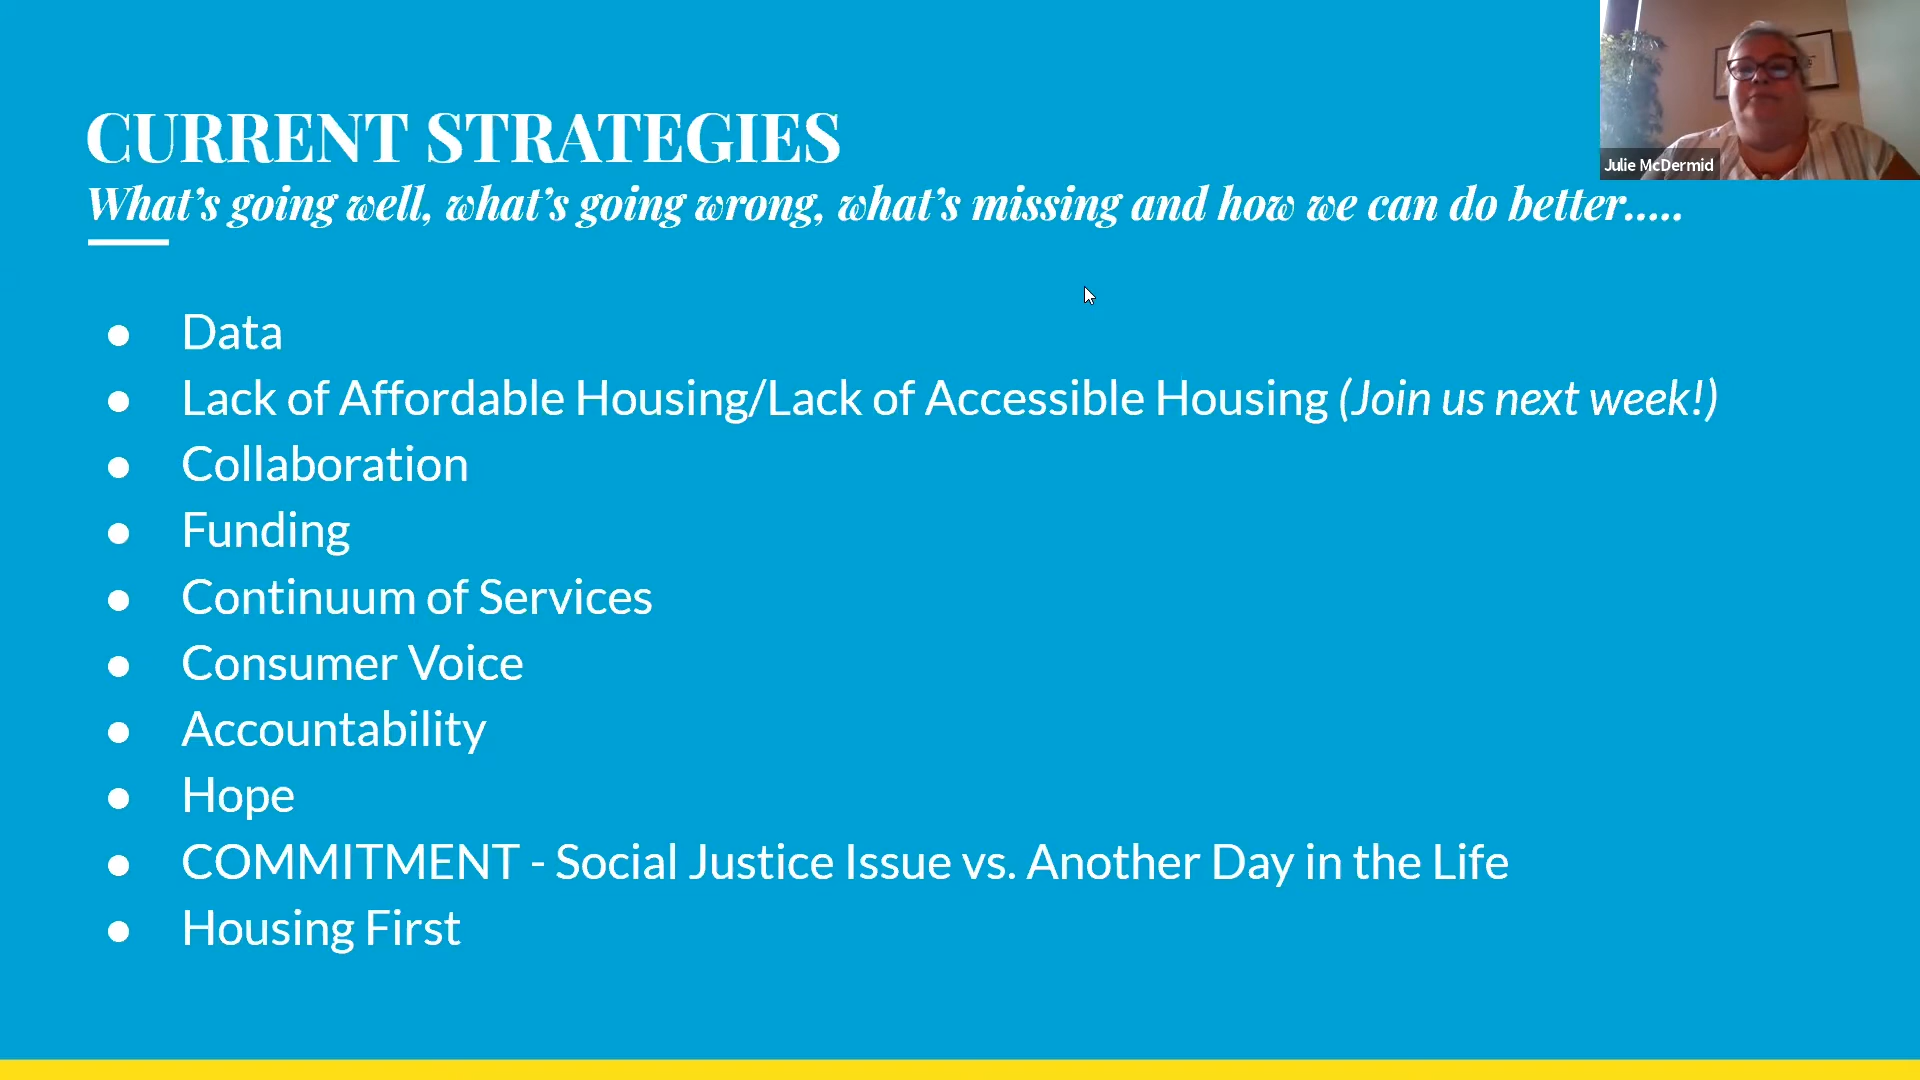 CURRENT STRATEGIES
What's going well, what's going wrong, what's missing and how we can do better.....
Julie McDermid
● Data
● Lack of Affordable Housing/Lack of Accessible Housing (Join us next week!)
● Collaboration
● Funding
● Continuum of Services
● Consumer Voice
● Accountability
● Hope
● COMMITMENT - Social Justice Issue vs. Another Day in the Life
● Housing First